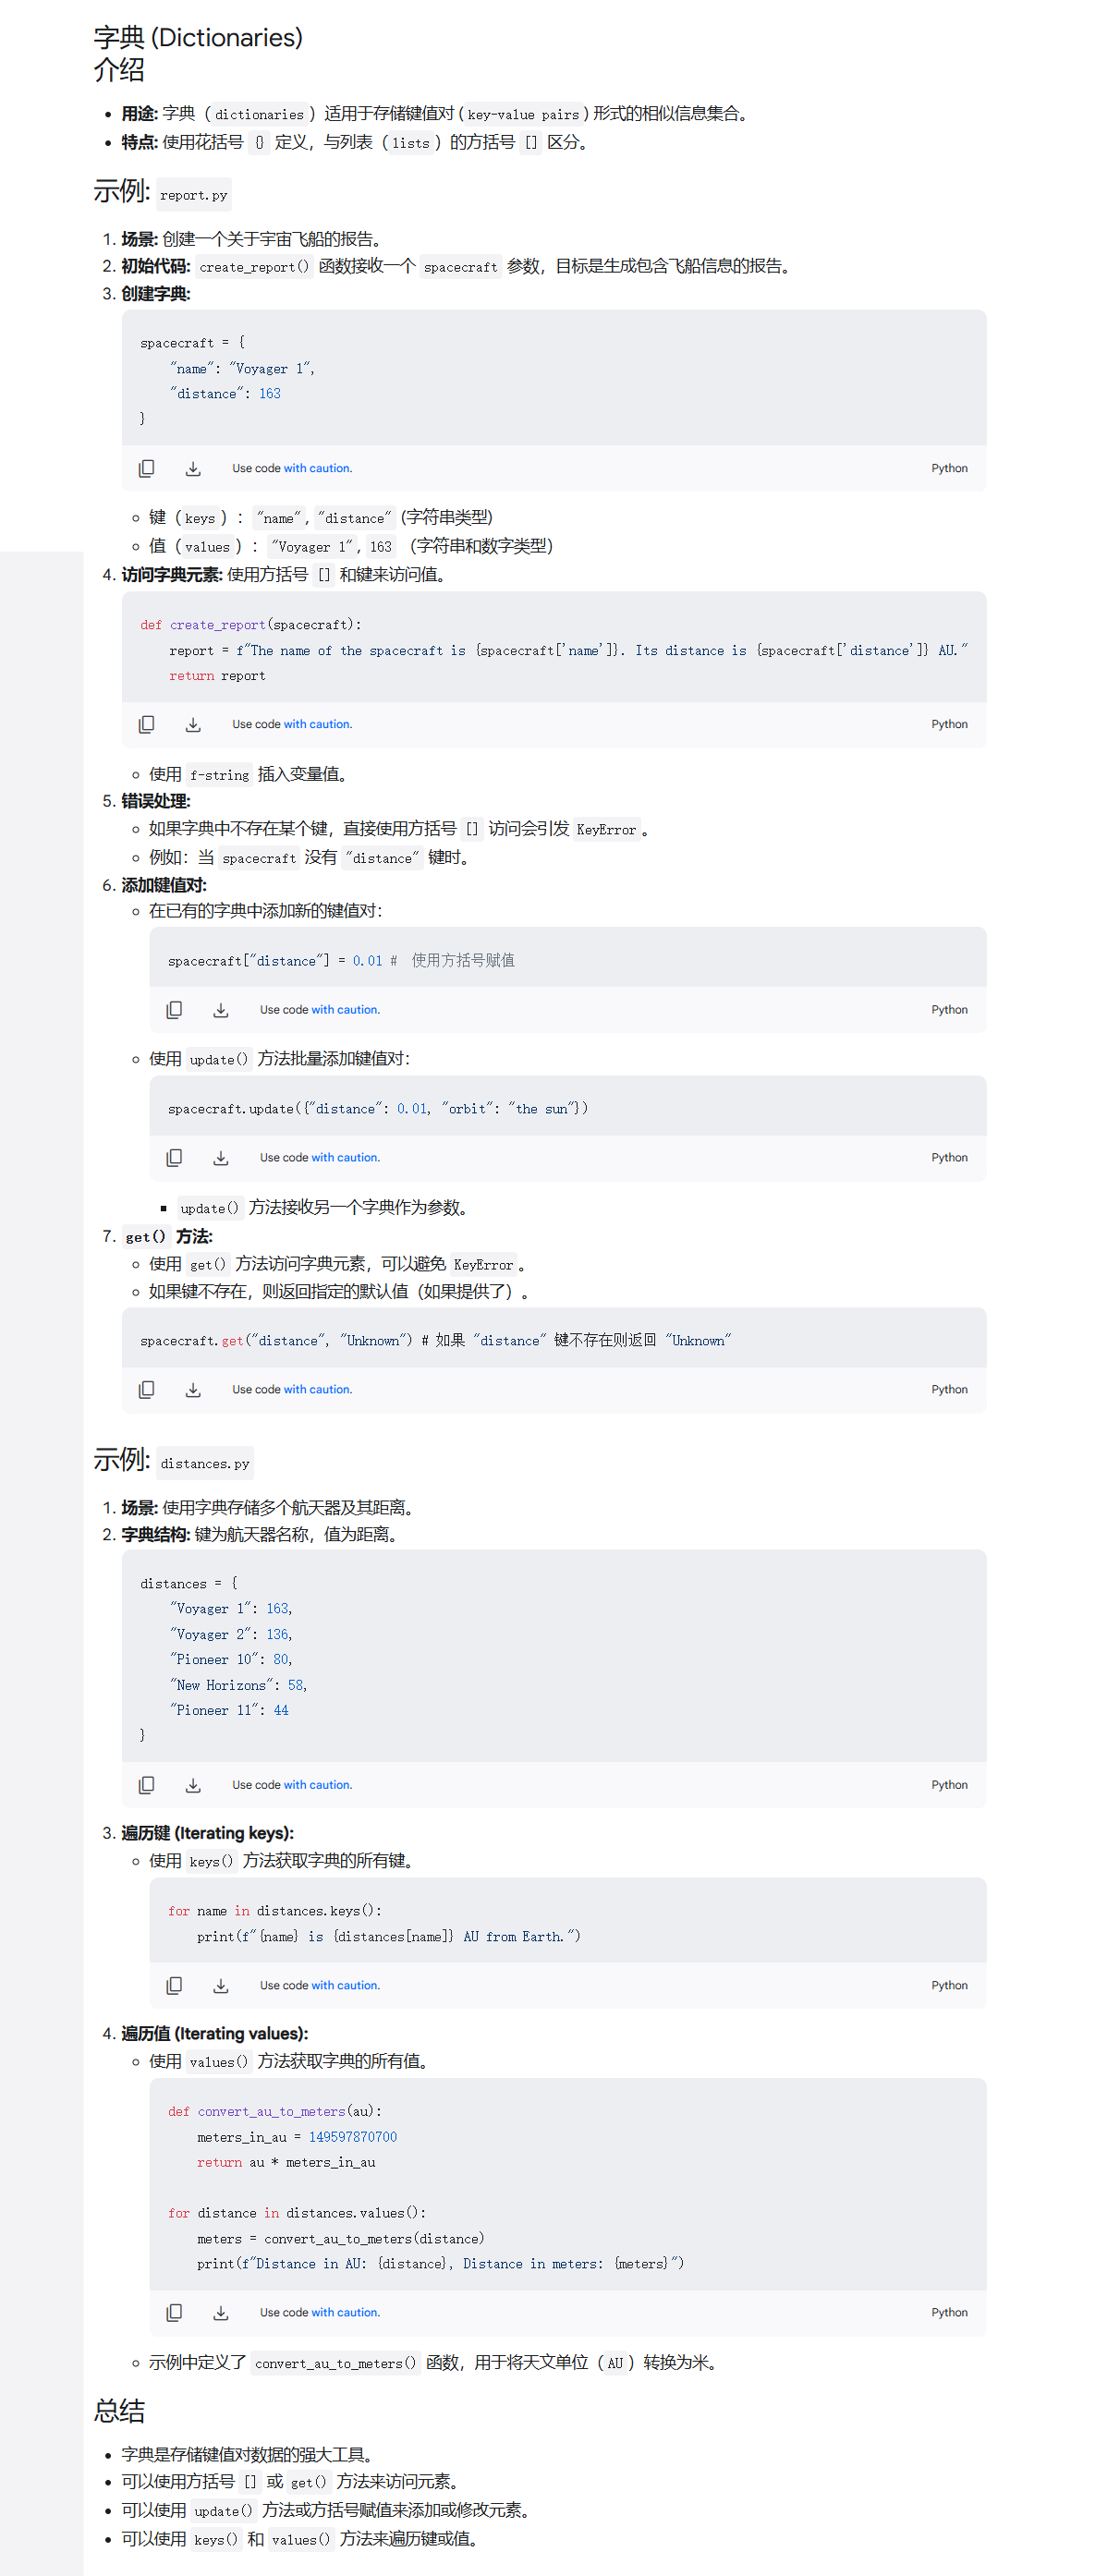 字典 (Dictionaries)
介绍
• 用途: 字典（dictionaries）适用于存储键值对 (key-value pairs) 形式的相似信息集合。
• 特点: 使用花括号 {} 定义，与列表（lists）的方括号 [] 区分。
示例: report.py
1. 场景: 创建一个关于宇宙飞船的报告。
2. 初始代码: create_report() 函数接收一个 spacecraft 参数，目标是生成包含飞船信息的报告。
3. 创建字典:
spacecraft = {
    "name": "Voyager 1",
    "distance": 163
}
Use code with caution. Python
○ 键（keys）: "name", "distance" (字符串类型)
○ 值（values）: "Voyager 1", 163 （字符串和数字类型）
4. 访问字典元素: 使用方括号 [] 和键来访问值。
def create_report(spacecraft):
    report = f"The name of the spacecraft is {spacecraft['name']}. Its distance is {spacecraft['distance']} AU."
    return report
Use code with caution. Python
○ 使用 f-string 插入变量值。
5. 错误处理:
○ 如果字典中不存在某个键，直接使用方括号 [] 访问会引发 KeyError。
○ 例如：当 spacecraft 没有 "distance" 键时。
6. 添加键值对:
○ 在已有的字典中添加新的键值对：
spacecraft["distance"] = 0.01 # 使用方括号赋值
Use code with caution. Python
○ 使用 update() 方法批量添加键值对：
spacecraft.update({"distance": 0.01, "orbit": "the sun"})
Use code with caution. Python
▪ update() 方法接收另一个字典作为参数。
7. get() 方法:
○ 使用 get() 方法访问字典元素，可以避免 KeyError。
○ 如果键不存在，则返回指定的默认值（如果提供了）。
spacecraft.get("distance", "Unknown") # 如果 "distance" 键不存在则返回 "Unknown"
Use code with caution. Python
示例: distances.py
1. 场景: 使用字典存储多个航天器及其距离。
2. 字典结构: 键为航天器名称，值为距离。
distances = {
    "Voyager 1": 163,
    "Voyager 2": 136,
    "Pioneer 10": 80,
    "New Horizons": 58,
    "Pioneer 11": 44
}
Use code with caution. Python
3. 遍历键 (Iterating keys):
○ 使用 keys() 方法获取字典的所有键。
for name in distances.keys():
    print(f"{name} is {distances[name]} AU from Earth.")
Use code with caution. Python
4. 遍历值 (Iterating values):
○ 使用 values() 方法获取字典的所有值。
def convert_au_to_meters(au):
    meters_in_au = 149597870700
    return au * meters_in_au
for distance in distances.values():
    meters = convert_au_to_meters(distance)
    print(f"Distance in AU: {distance}, Distance in meters: {meters}")
Use code with caution. Python
○ 示例中定义了 convert_au_to_meters() 函数，用于将天文单位（AU）转换为米。
总结
• 字典是存储键值对数据的强大工具。
• 可以使用方括号 [] 或 get() 方法来访问元素。
• 可以使用 update() 方法或方括号赋值来添加或修改元素。
• 可以使用 keys() 和 values() 方法来遍历键或值。